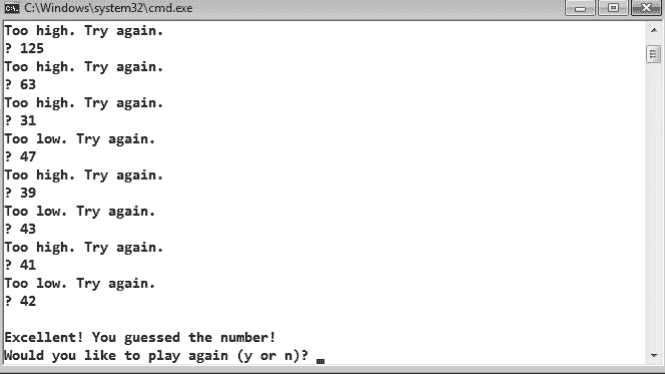 C:\Windows\system32\cmd.exe
Too high. Try again.
? 125
Too high. Try again.
? 63
Too high. Try again.
? 31
Too low. Try again.
? 47
Too high. Try again.
? 39
Too low. Try again.
? 43
Too high. Try again.
? 41
Too low. Try again.
? 42
Excellent! You guessed the number!
Would you like to play again (y or n)? _